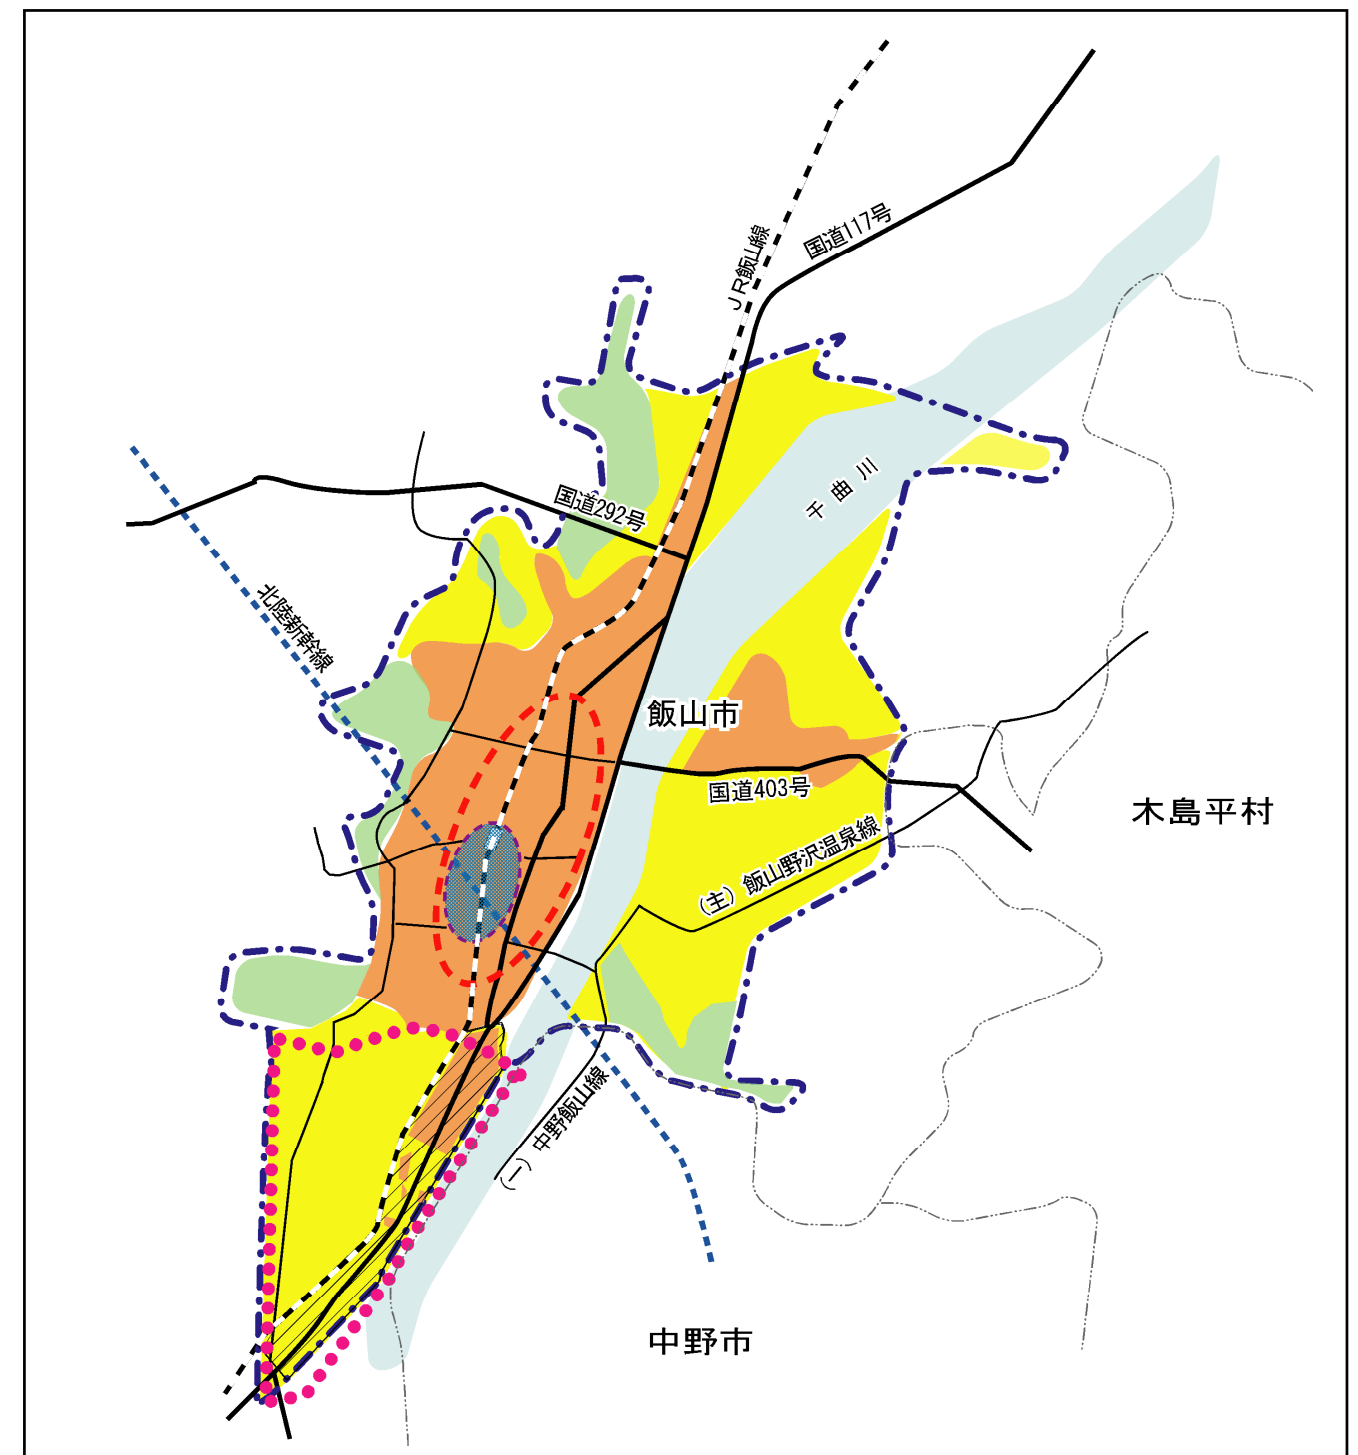 国道117号
JR飯山線
千曲川
国道292号
北陸新幹線
飯山市
国道403号
木島平村
(主)飯山野沢温泉線
(一)中野飯山線
中野市